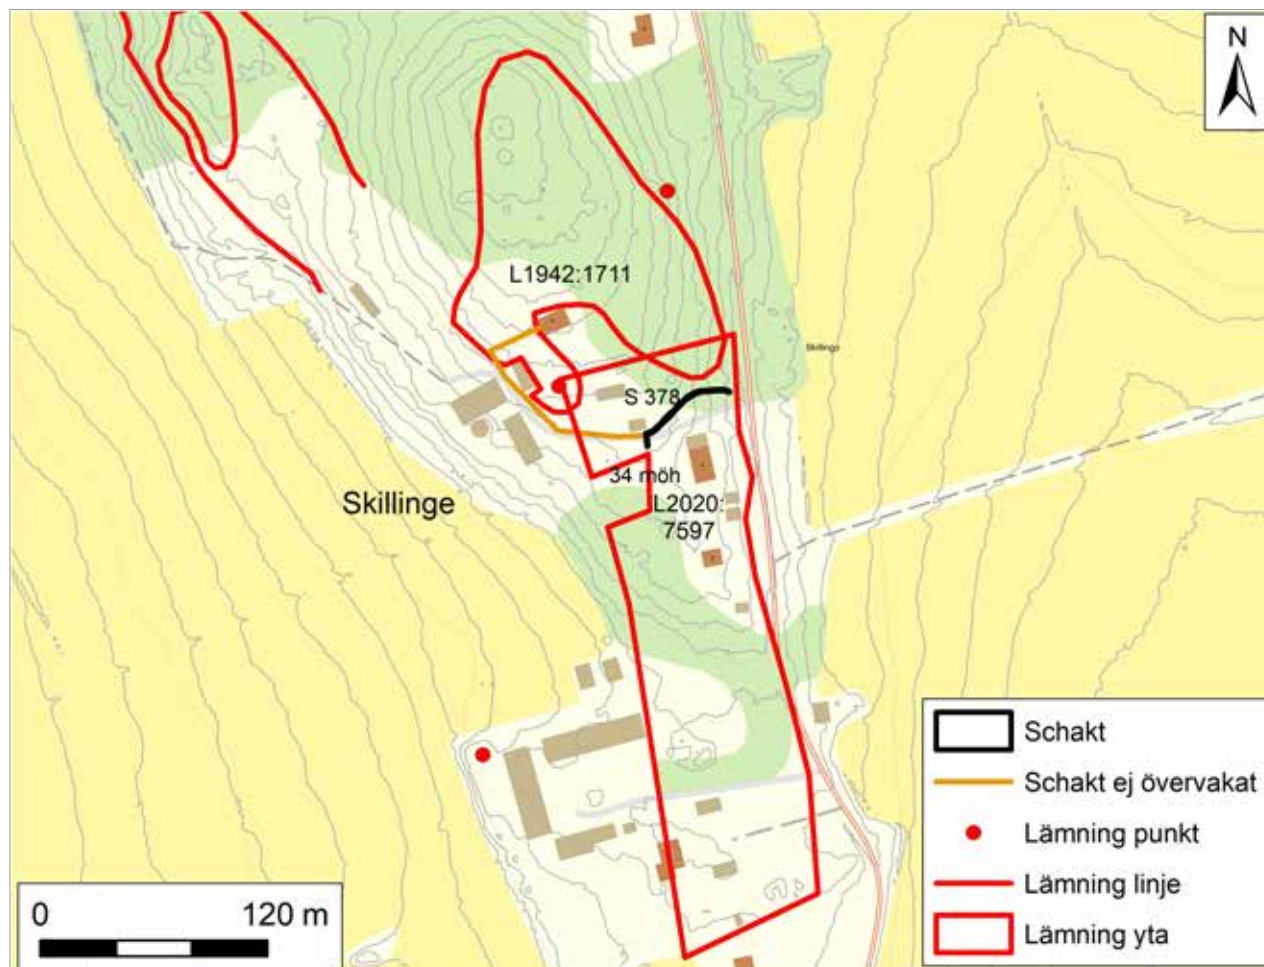 N
L1942:1711
Skillinge
S 378
34 möh
L2020:
7597
Skillinge
Schakt
Schakt ej övervakat
Lämning punkt
Lämning linje
Lämning yta
0 120 m